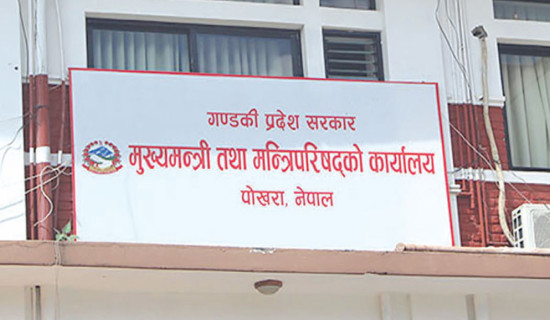 गण्डकी प्रदेश सरकार
मुख्यमन्त्री तथा मन्त्रिपरिषद्को कार्यालय
पोखरा, नेपाल